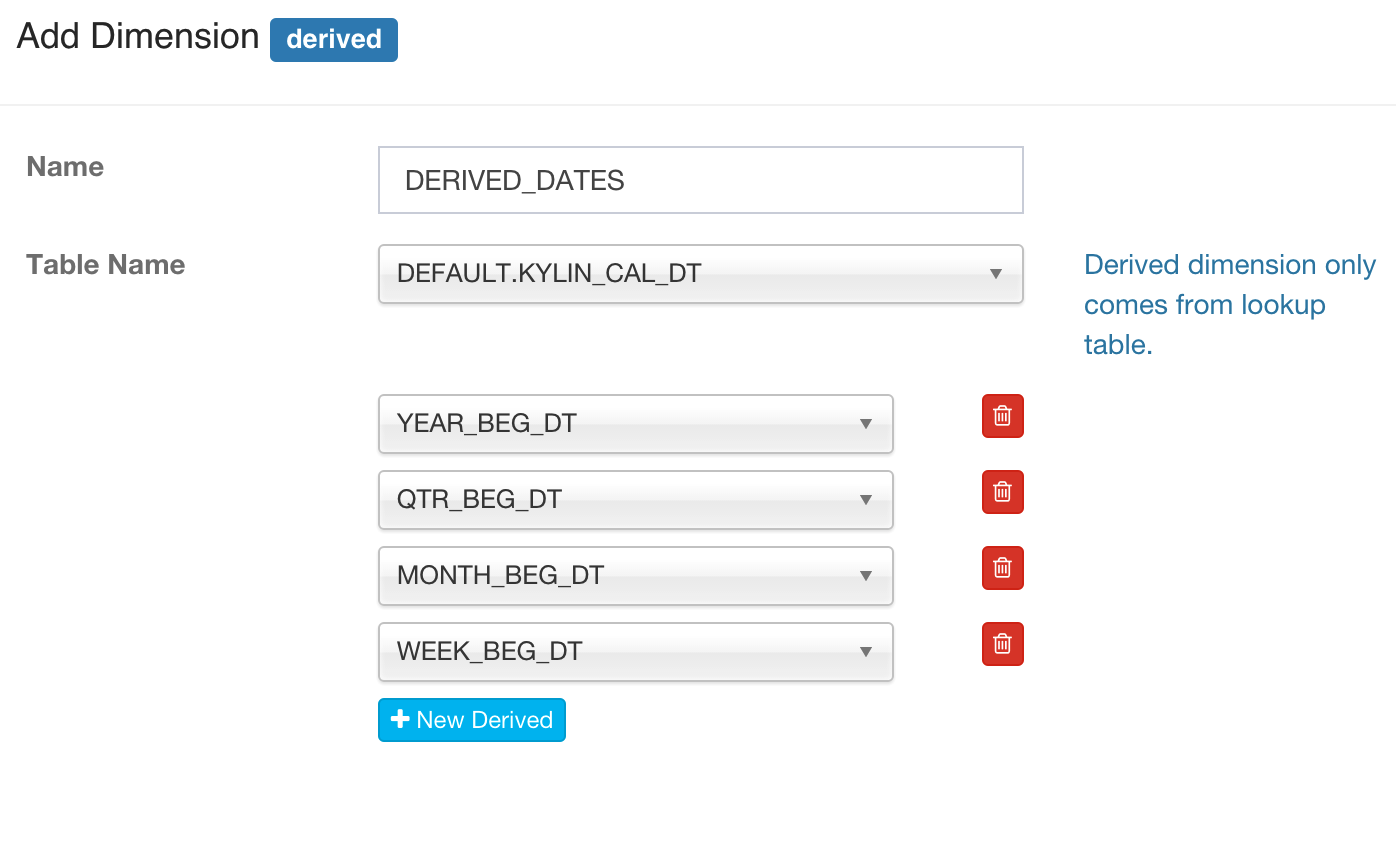 Add Dimension derived
Name
DERIVED_DATES
Table Name
DEFAULT.KYLIN_CAL_DT
Derived dimension only
comes from lookup
table.
YEAR_BEG_DT
QTR_BEG_DT
MONTH_BEG_DT
WEEK_BEG_DT
New Derived